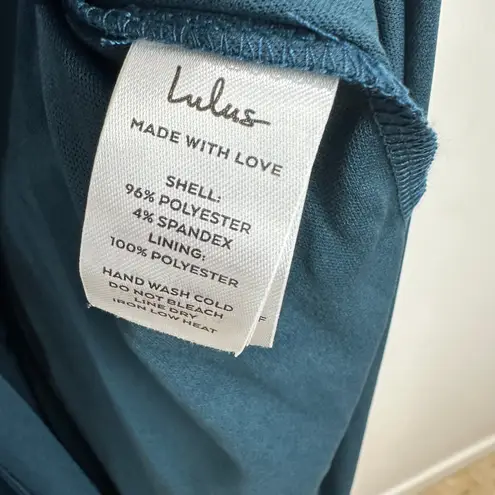 Lulus
MADE WITH LOVE
SHELL:
96% POLYESTER
4% SPANDEX
LINING:
100% POLYESTER
HAND WASH COLD
DO NOT BLEACH
LINE DRY
IRON LOW HEAT
F